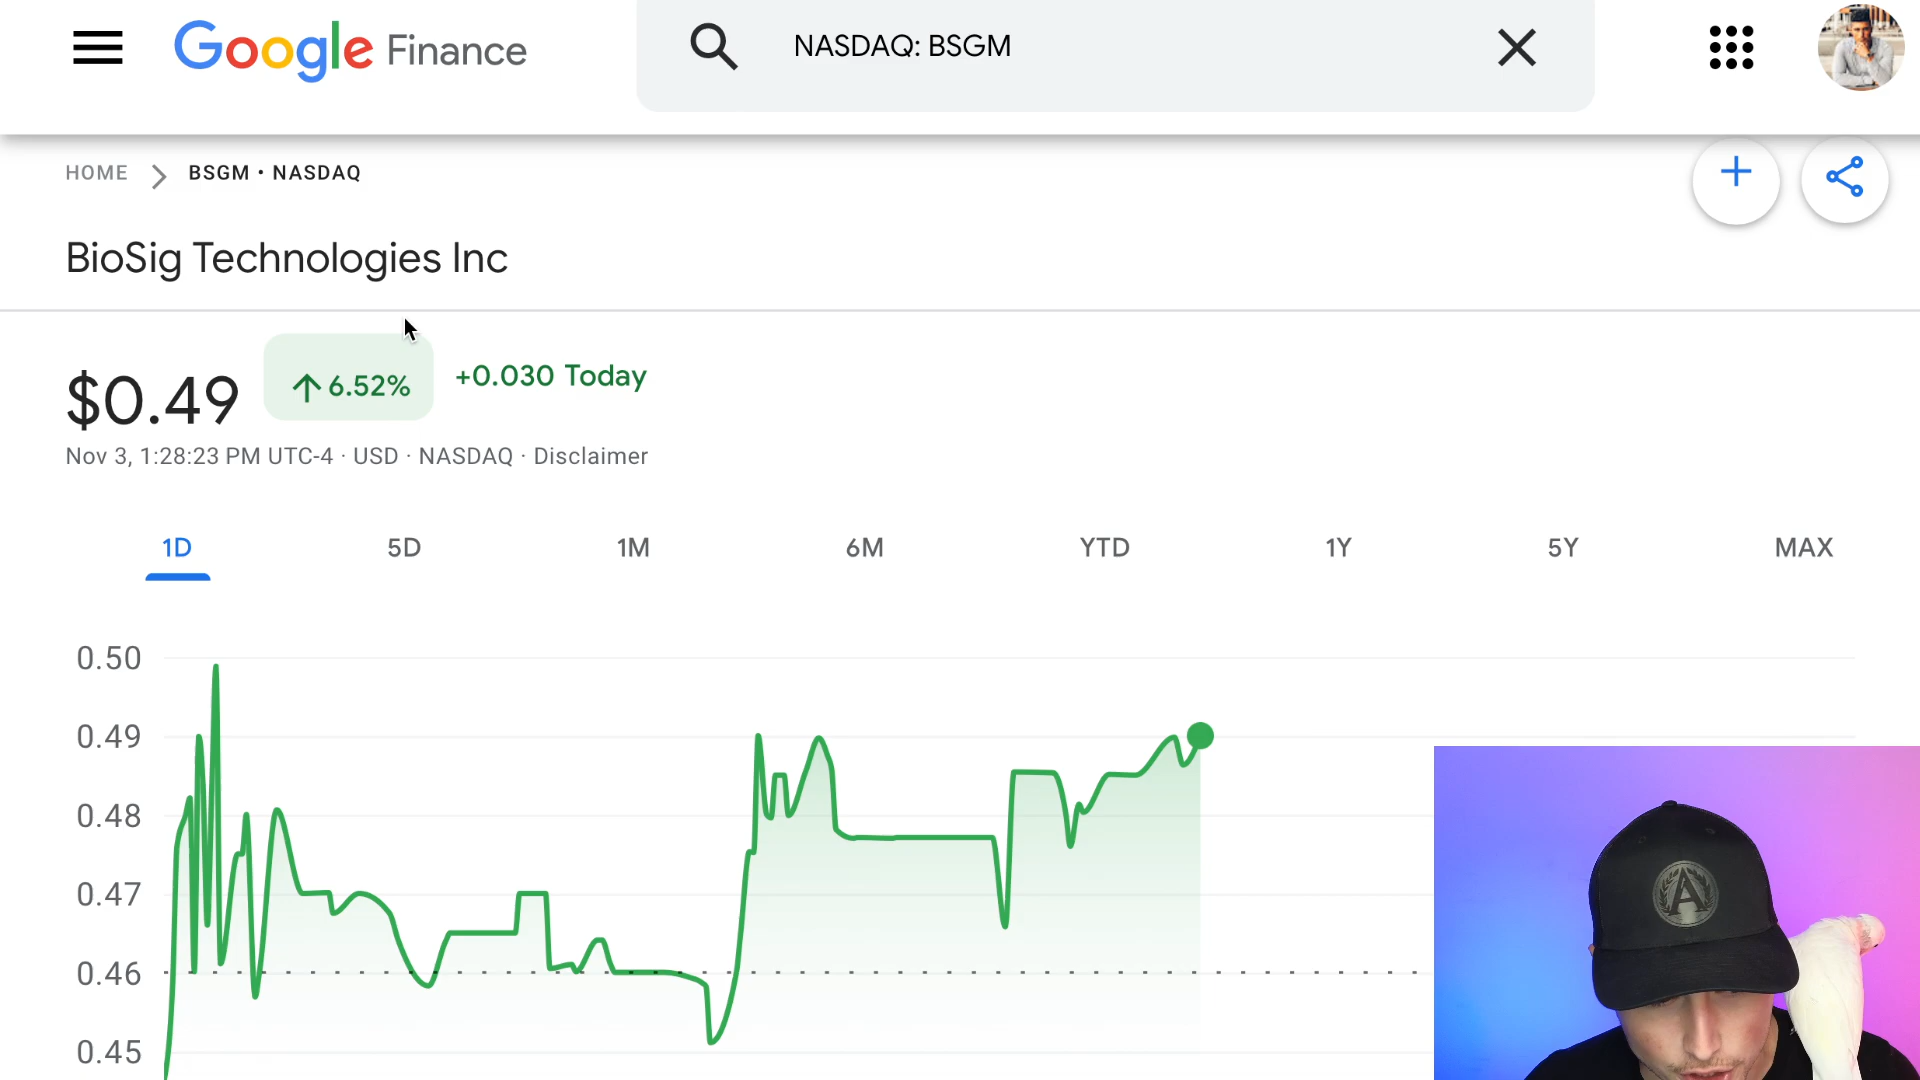 Google Finance
NASDAQ: BSGM
HOME > BSGM • NASDAQ
BioSig Technologies Inc
$0.49
↑ 6.52%
+0.030 Today
Nov 3, 1:28:23 PM UTC-4 · USD · NASDAQ · Disclaimer
1D 5D 1M 6M YTD 1Y 5Y MAX
0.50
0.49
0.48
0.47
0.46
0.45
A